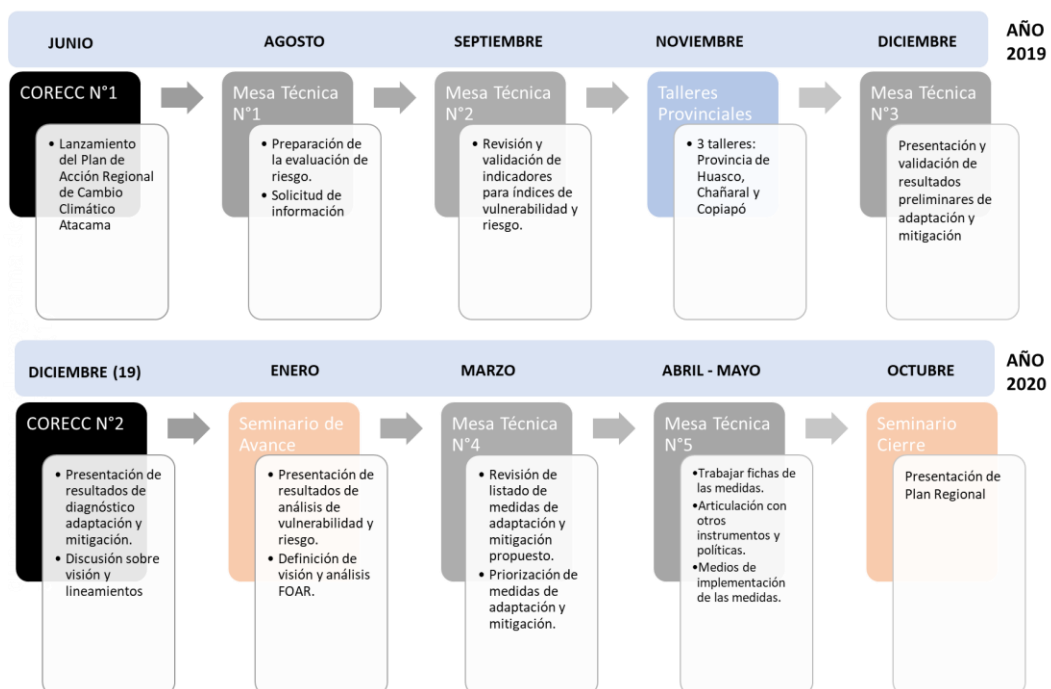 JUNIO
AGOSTO
SEPTIEMBRE
NOVIEMBRE
DICIEMBRE
AÑO
2019
CORECC N°1
• Lanzamiento
del Plan de
Acción Regional
de Cambio
Climático
Atacama
Mesa Técnica
N°1
• Preparación de
la evaluación de
riesgo.
• Solicitud de
información
Mesa Técnica
N°2
• Revisión y
validación de
indicadores
para índices de
vulnerabilidad y
riesgo.
Talleres
Provinciales
• 3 talleres:
Provincia de
Huasco,
Chañaral y
Copiapó
Mesa Técnica
N°3
Presentación y
validación de
resultados
preliminares de
adaptación y
mitigación
DICIEMBRE (19)
ENERO
MARZO
ABRIL - MAYO
OCTUBRE
AÑO
2020
CORECC N°2
• Presentación de
resultados de
diagnóstico
adaptación y
mitigación.
• Discusión sobre
visión y
lineamientos
Seminario de
Avance
• Presentación de
resultados de
análisis de
vulnerabilidad y
riesgo.
• Definición de
visión y análisis
FOAR.
Mesa Técnica
N°4
• Revisión de
listado de
medidas de
adaptación y
mitigación
propuesto.
• Priorización de
medidas de
adaptación y
mitigación.
Mesa Técnica
N°5
•Trabajar fichas de
las medidas.
•Articulación con
otros
instrumentos y
políticas.
•Medios de
implementación
de las medidas.
Seminario
Cierre
Presentación de
Plan Regional